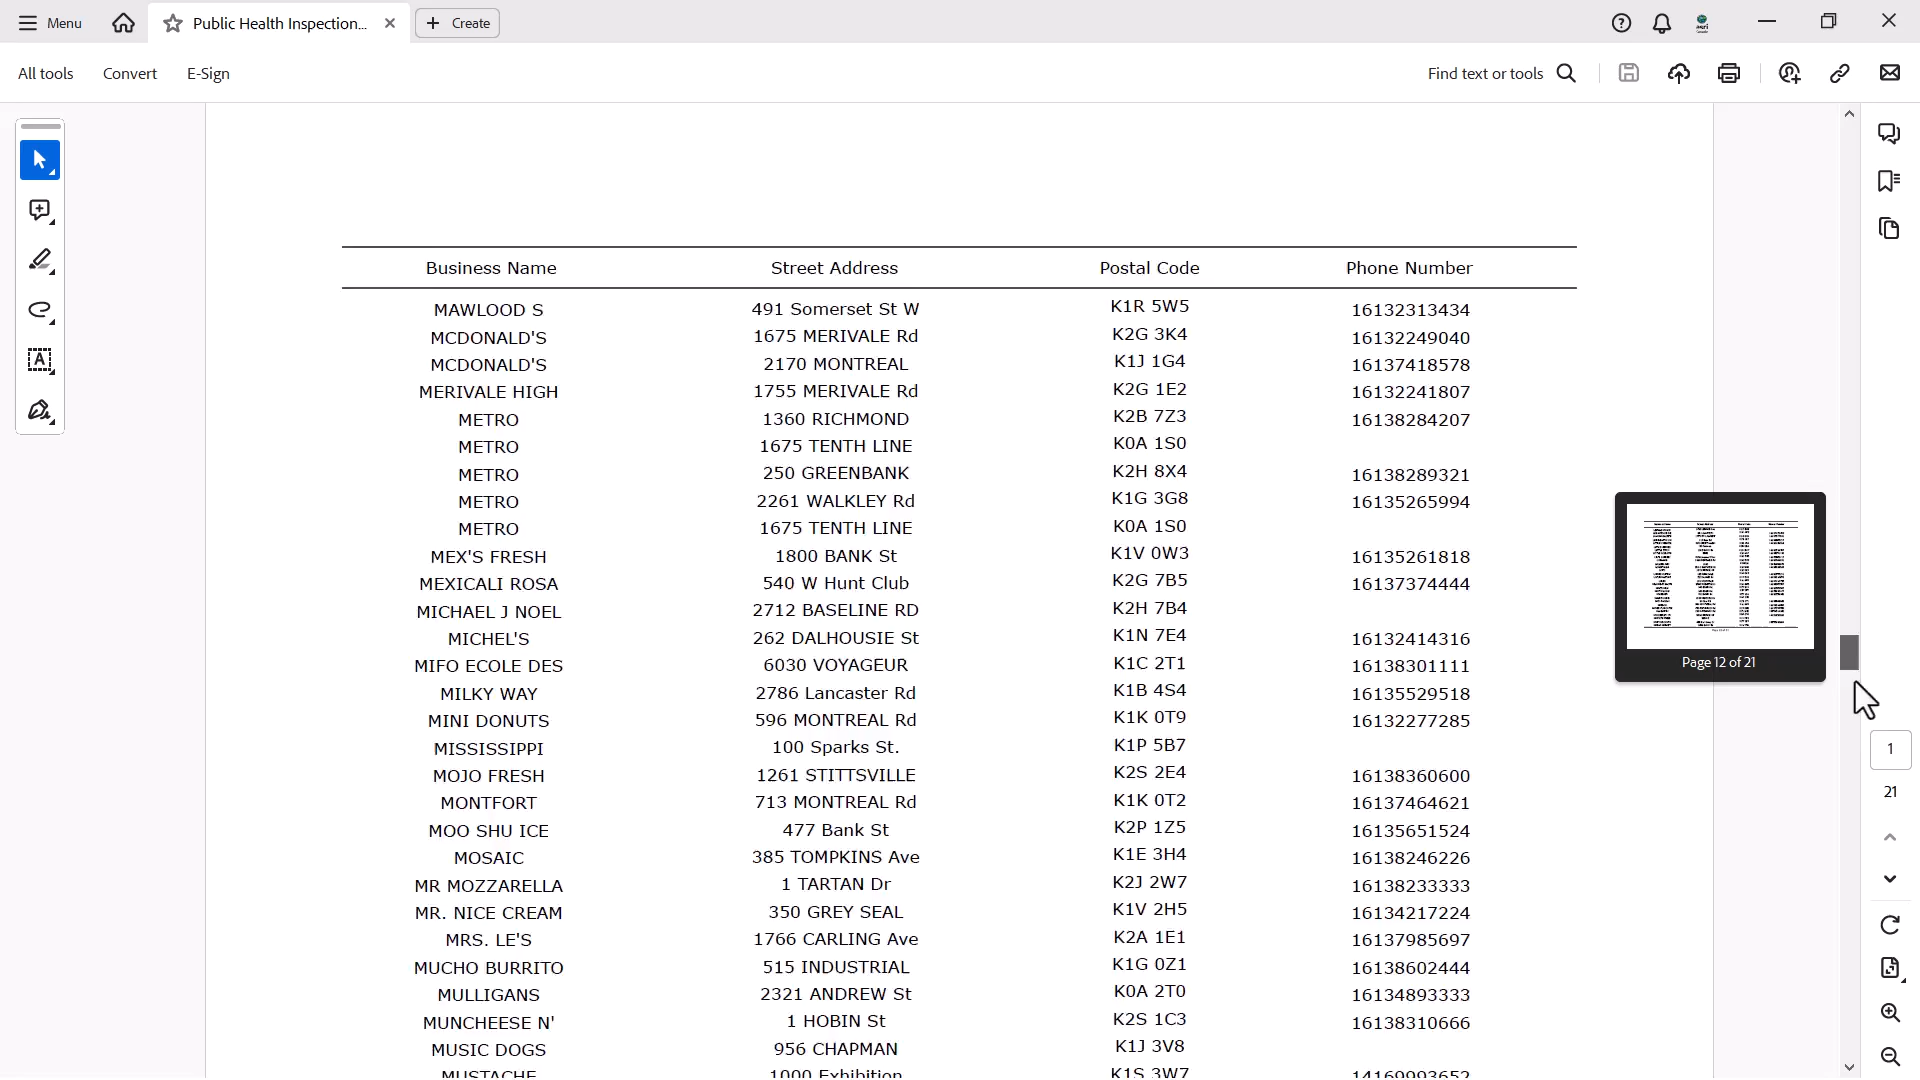 Menu Public Health Inspection... Create
All tools Convert E-Sign Find text or tools
Business Name Street Address Postal Code Phone Number
MAWLOOD S 491 Somerset St W K1R 5W5 16132313434
MCDONALD'S 1675 MERIVALE Rd K2G 3K4 16132249040
MCDONALD'S 2170 MONTREAL K1J 1G4 16137418578
MERIVALE HIGH 1755 MERIVALE Rd K2G 1E2 16132241807
METRO 1360 RICHMOND K2B 7Z3 16138284207
METRO 1675 TENTH LINE K0A 1S0
METRO 250 GREENBANK K2H 8X4 16138289321
METRO 2261 WALKLEY Rd K1G 3G8 16135265994
METRO 1675 TENTH LINE K0A 1S0
MEX'S FRESH 1800 BANK St K1V 0W3 16135261818
MEXICALI ROSA 540 W Hunt Club K2G 7B5 16137374444
MICHAEL J NOEL 2712 BASELINE RD K2H 7B4
MICHEL'S 262 DALHOUSIE St K1N 7E4 16132414316
MIFO ECOLE DES 6030 VOYAGEUR K1C 2T1 16138301111
Page 12 of 21
MILKY WAY 2786 Lancaster Rd K1B 4S4 16135529518
MINI DONUTS 596 MONTREAL Rd K1K 0T9 16132277285
MISSISSIPPI 100 Sparks St. K1P 5B7
1
MOJO FRESH 1261 STITTSVILLE K2S 2E4 16138360600
21
MONTFORT 713 MONTREAL Rd K1K 0T2 16137464621
MOO SHU ICE 477 Bank St K2P 1Z5 16135651524
MOSAIC 385 TOMPKINS Ave K1E 3H4 16138246226
MR MOZZARELLA 1 TARTAN Dr K2J 2W7 16138233333
MR. NICE CREAM 350 GREY SEAL K1V 2H5 16134217224
MRS. LE'S 1766 CARLING Ave K2A 1E1 16137985697
MUCHO BURRITO 515 INDUSTRIAL K1G 0Z1 16138602444
MULLIGANS 2321 ANDREW St K0A 2T0 16134893333
MUNCHEESE N' 1 HOBIN St K2S 1C3 16138310666
MUSIC DOGS 956 CHAPMAN K1J 3V8
MUSTACHE 1000 Exhibition K1S 3W7 14169993652